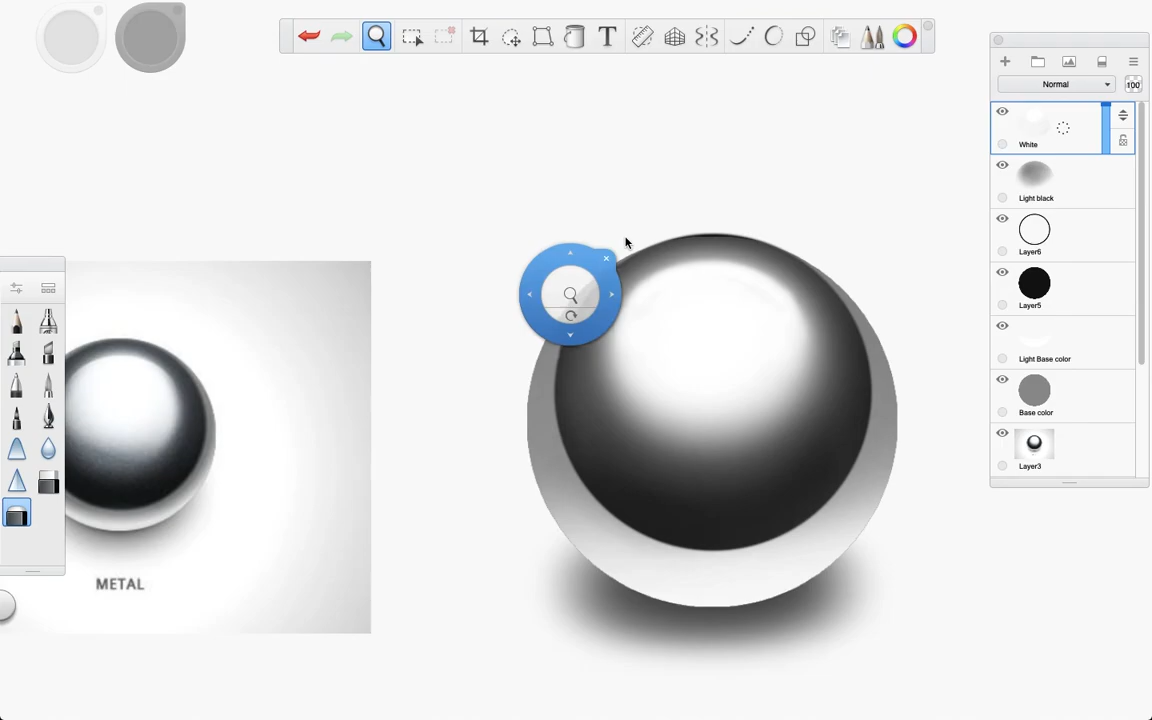 T
Normal
100
White
Light black
Layer6
Layer5
Light Base color
Base color
Layer3
METAL